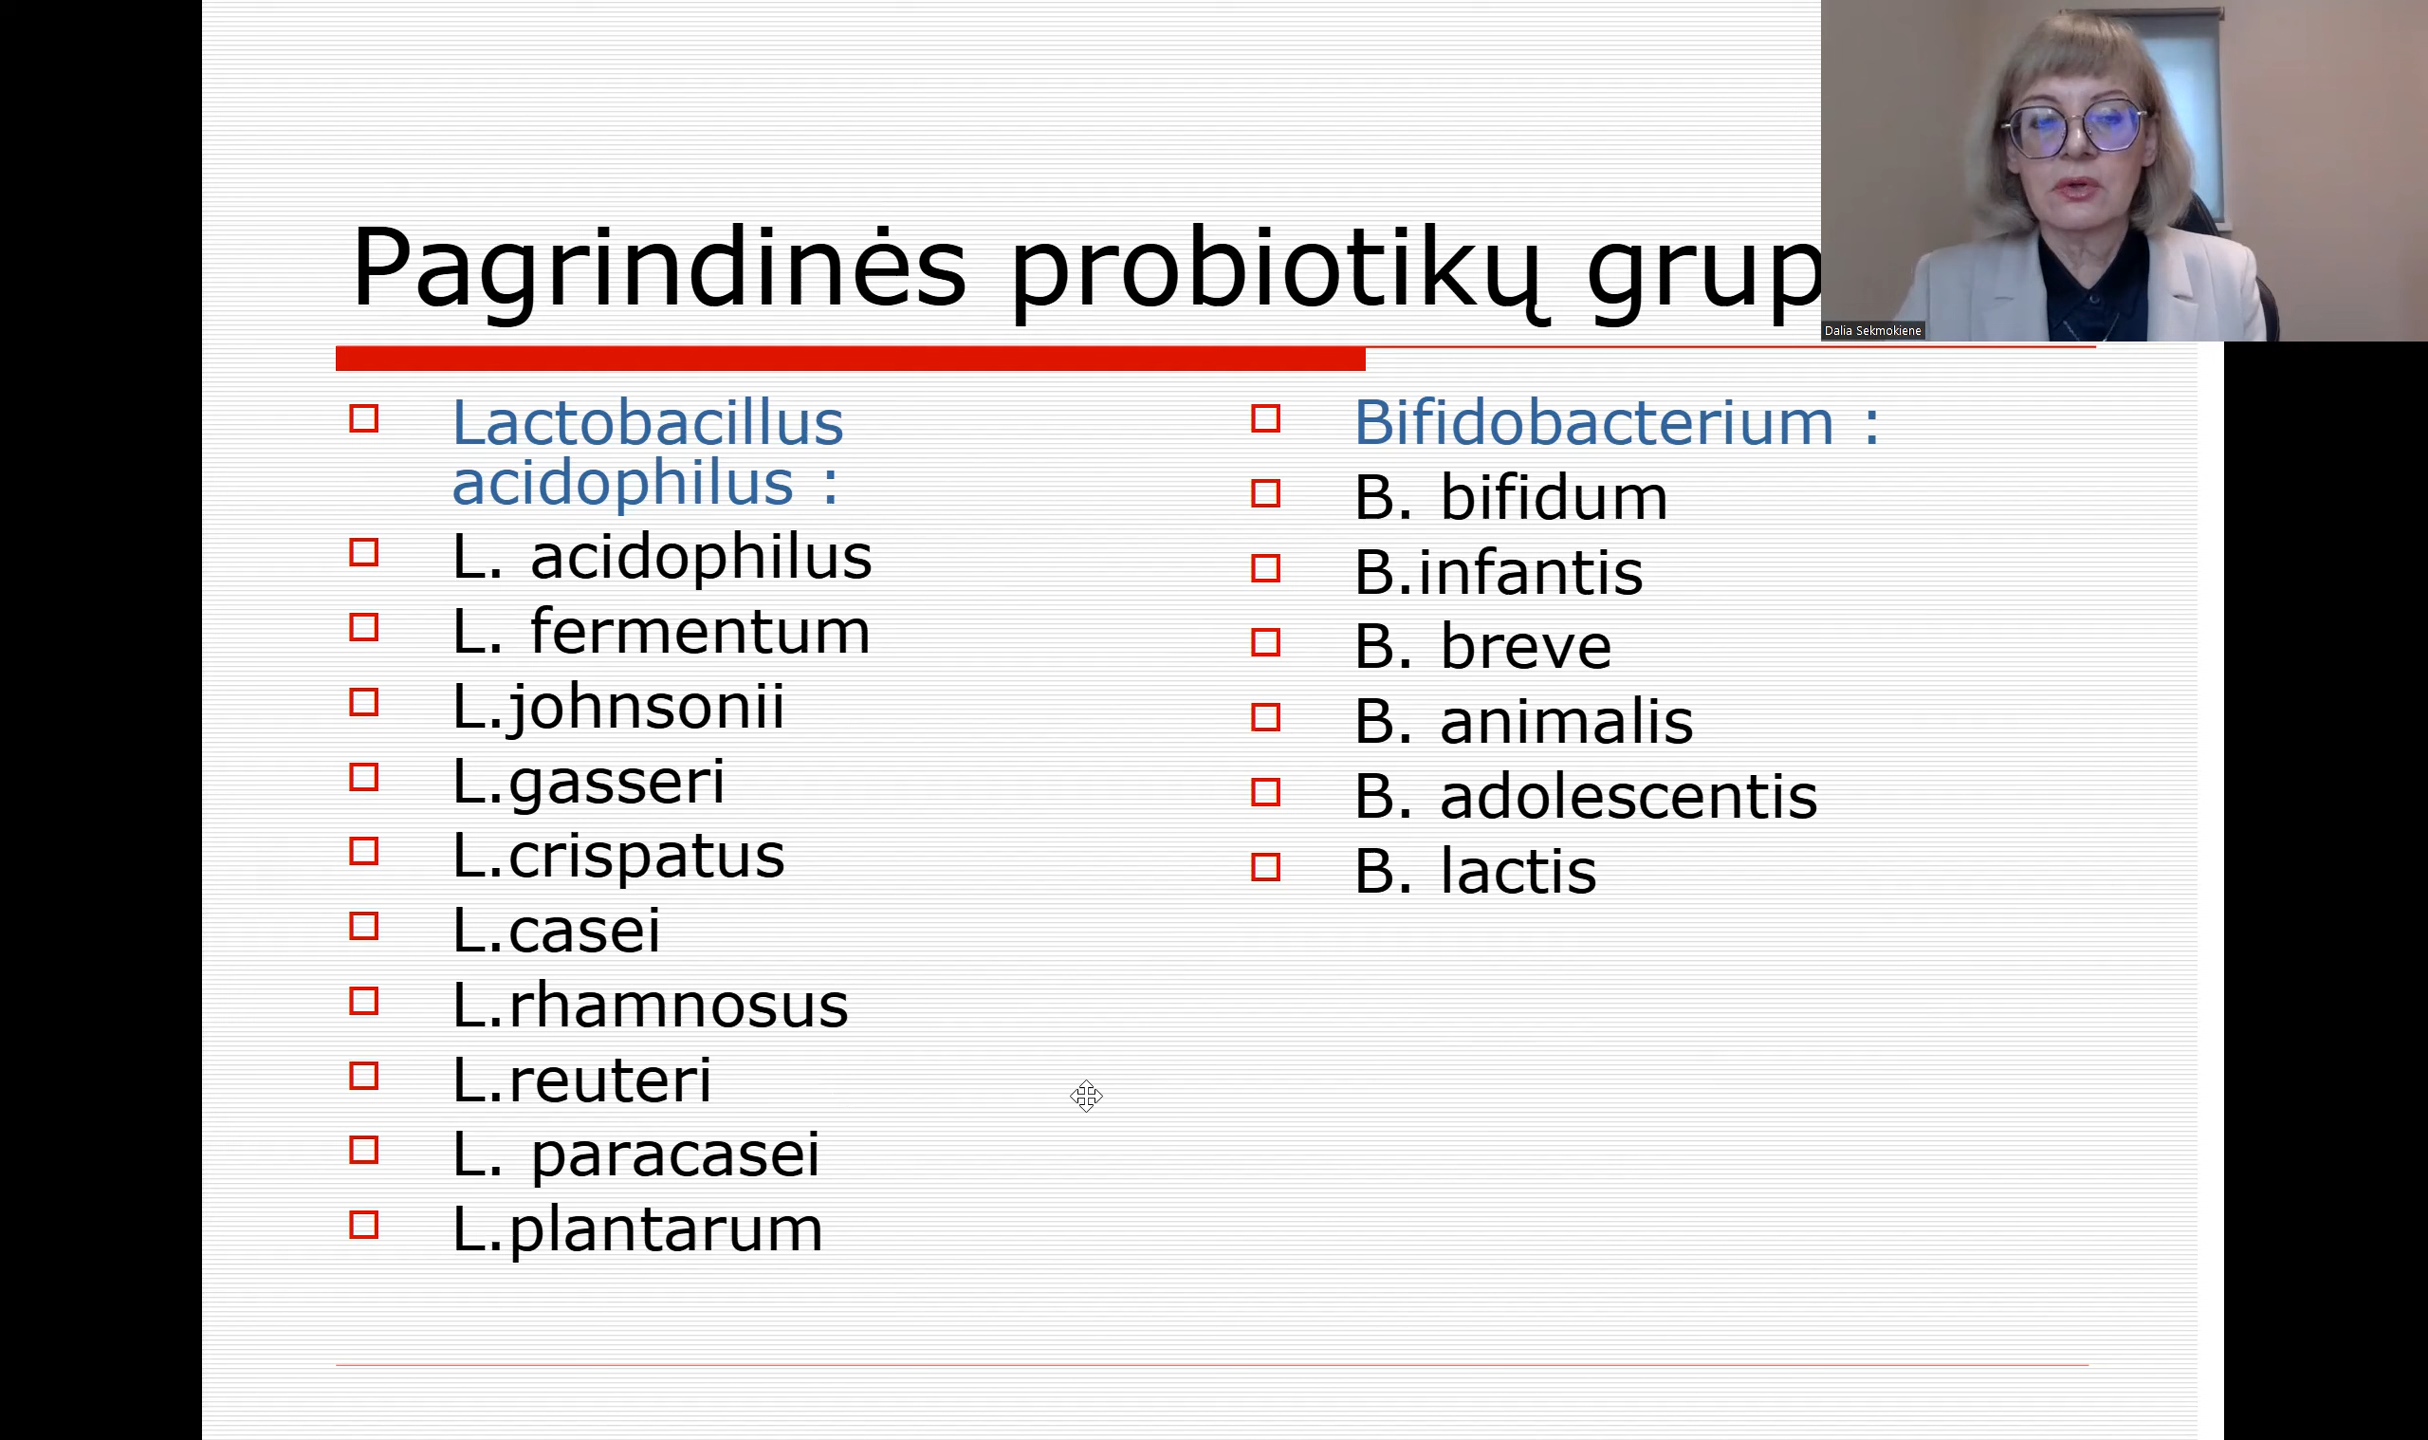 Pagrindinės probiotikų grup
Dalia Sekmokiene
Lactobacillus
acidophilus :
L. acidophilus
L. fermentum
L.johnsonii
L.gasseri
L.crispatus
L.casei
L.rhamnosus
L.reuteri
L. paracasei
L.plantarum
Bifidobacterium :
B. bifidum
B.infantis
B. breve
B. animalis
B. adolescentis
B. lactis